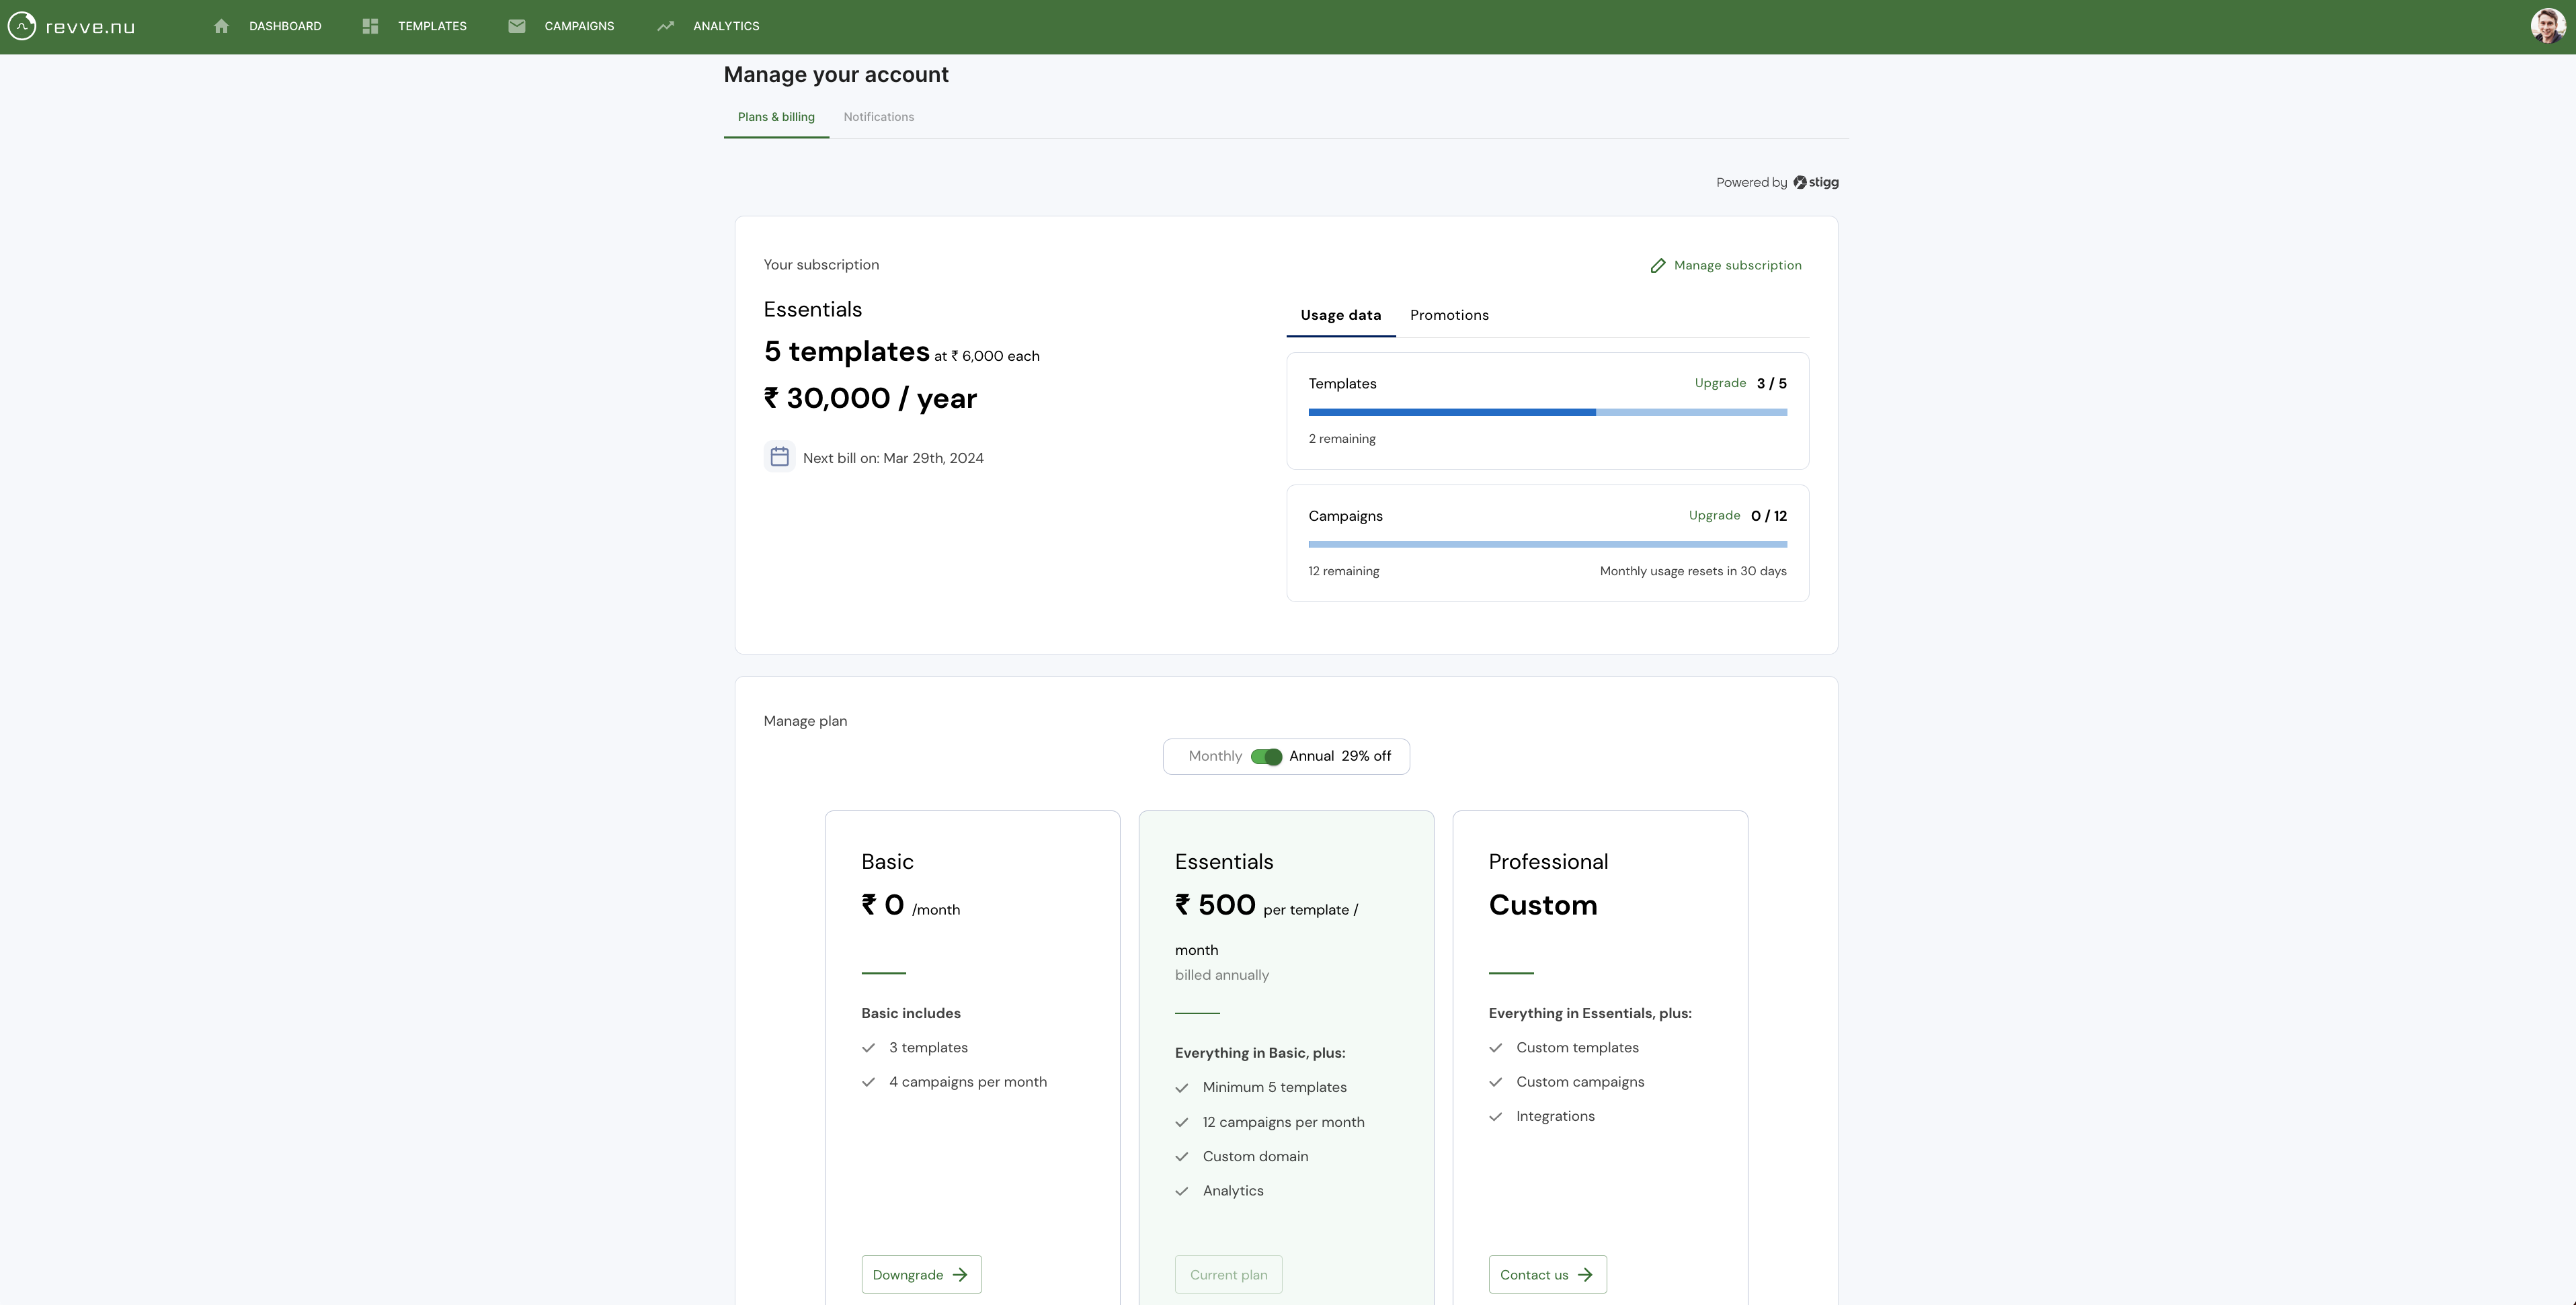 revve.nu
DASHBOARD
TEMPLATES
CAMPAIGNS
ANALYTICS
Manage your account
Plans & billing
Notifications
Powered by stigg
Your subscription
Manage subscription
Essentials
5 templates at ₹ 6,000 each
₹ 30,000 / year
Next bill on: Mar 29th, 2024
Usage data
Promotions
Templates
Upgrade 3 / 5
2 remaining
Campaigns
Upgrade 0 / 12
12 remaining
Monthly usage resets in 30 days
Manage plan
Monthly Annual 29% off
Basic
₹ 0 /month
Basic includes
3 templates
4 campaigns per month
Downgrade
Essentials
₹ 500 per template /
month
billed annually
Everything in Basic, plus:
Minimum 5 templates
12 campaigns per month
Custom domain
Analytics
Current plan
Professional
Custom
Everything in Essentials, plus:
Custom templates
Custom campaigns
Integrations
Contact us